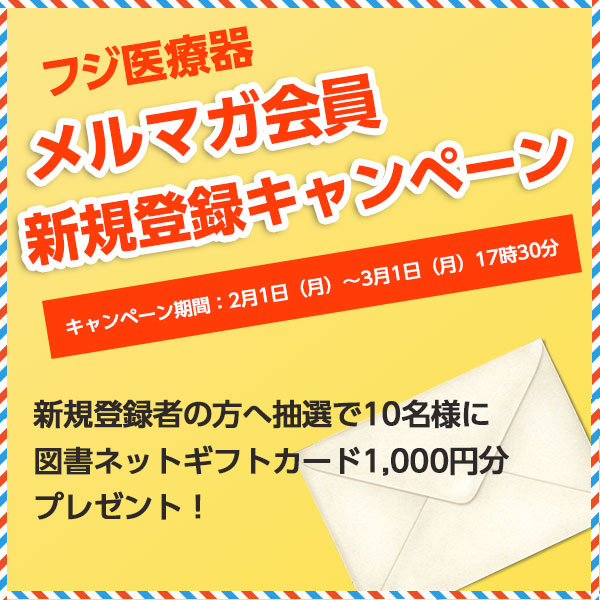 フジ医療器
メルマガ会員
新規登録キャンペーン
キャンペーン期間：2月1日（月）～3月1日（月）17時30分
新規登録者の方へ抽選で10名様に
図書ネットギフトカード1,000円分
プレゼント！